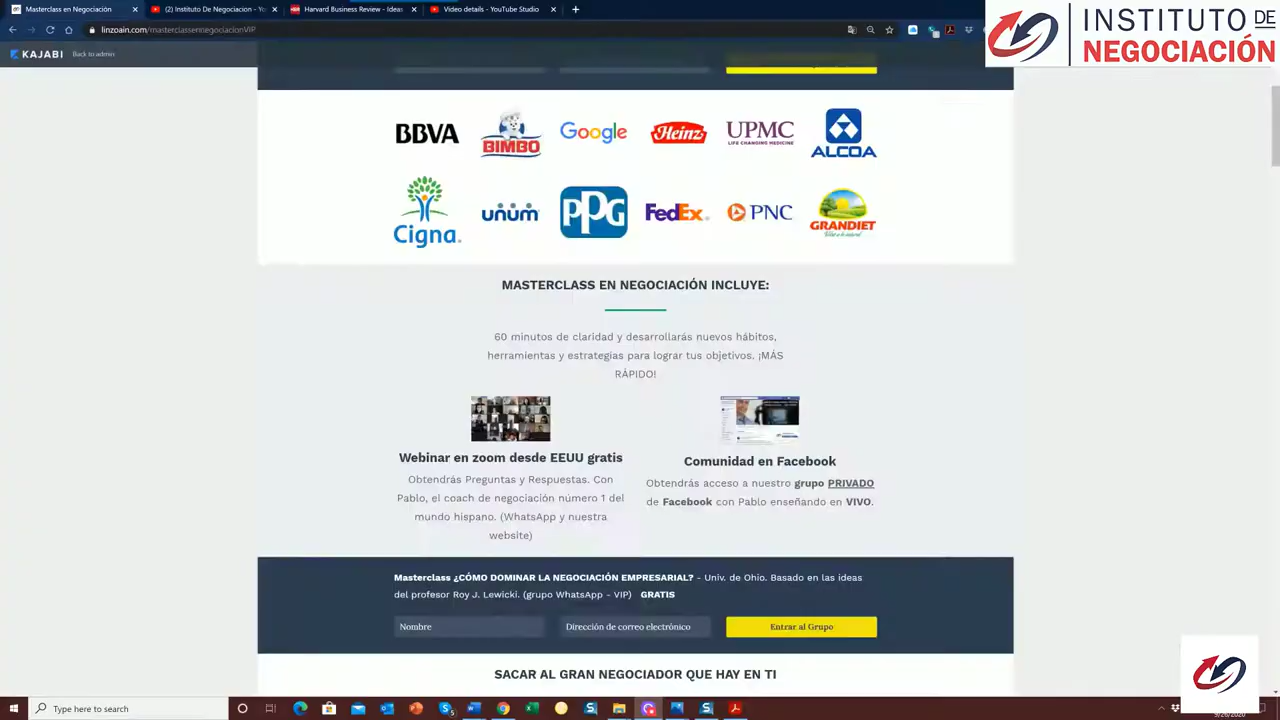 Masterclass en Negociación
(2) Instituto De Negociacion - Yo
Harvard Business Review - Ideas
Video details - YouTube Studio
linzoain.com/masterclassennegociacionVIP
INSTITUTO DE
NEGOCIACIÓN
KAJABI Back to admin
BBVA
BIMBO
Google
Heinz
UPMC
LIFE CHANGING MEDICINE
ALCOA
Cigna
unum
PPG
FedEx
PNC
GRANDIET
MASTERCLASS EN NEGOCIACIÓN INCLUYE:
60 minutos de claridad y desarrollarás nuevos hábitos,
herramientas y estrategias para lograr tus objetivos. ¡MÁS
RÁPIDO!
Webinar en zoom desde EEUU gratis
Obtendrás Preguntas y Respuestas. Con
Pablo, el coach de negociación número 1 del
mundo hispano. (WhatsApp y nuestra
website)
Comunidad en Facebook
Obtendrás acceso a nuestro grupo PRIVADO
de Facebook con Pablo enseñando en VIVO.
Masterclass ¿CÓMO DOMINAR LA NEGOCIACIÓN EMPRESARIAL? - Univ. de Ohio. Basado en las ideas
del profesor Roy J. Lewicki. (grupo WhatsApp - VIP) GRATIS
Nombre
Dirección de correo electrónico
Entrar al Grupo
SACAR AL GRAN NEGOCIADOR QUE HAY EN TI
Type here to search
9/26/2020